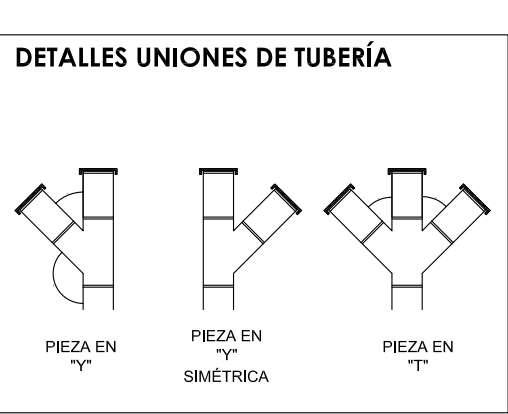 DETALLES UNIONES DE TUBERÍA
PIEZA EN
"Y"
PIEZA EN
"Y"
SIMÉTRICA
PIEZA EN
"T"